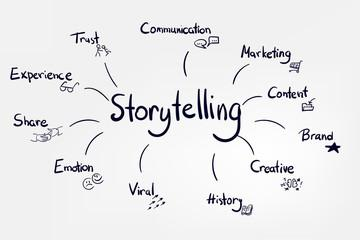 Communication
Trust
Marketing
Experience
Content
Storytelling
Share
Brand
Emotion
Creative
Viral
History